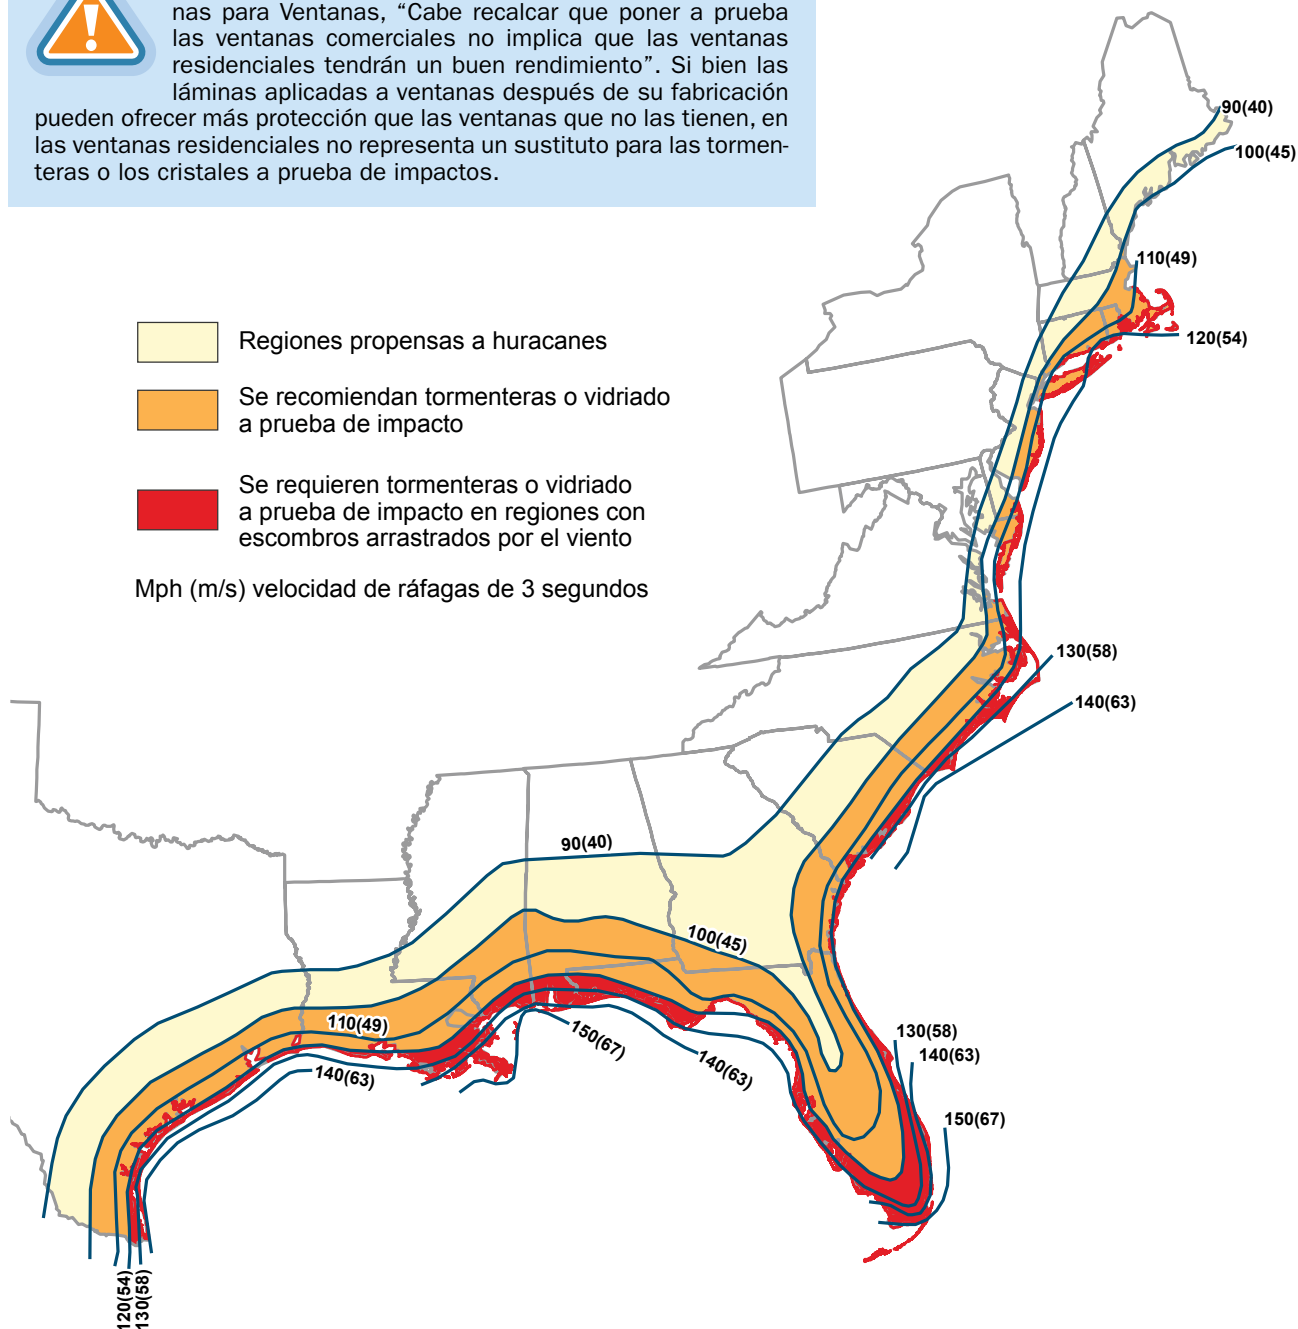 nas para Ventanas, “Cabe recalcar que poner a prueba
las ventanas comerciales no implica que las ventanas
residenciales tendrán un buen rendimiento”. Si bien las
láminas aplicadas a ventanas después de su fabricación
pueden ofrecer más protección que las ventanas que no las tienen, en
las ventanas residenciales no representa un sustituto para las tormen-
teras o los cristales a prueba de impactos.
90(40)
100(45)
110(49)
120(54)
Regiones propensas a huracanes
Se recomiendan tormenteras o vidriado
a prueba de impacto
Se requieren tormenteras o vidriado
a prueba de impacto en regiones con
escombros arrastrados por el viento
Mph (m/s) velocidad de ráfagas de 3 segundos
130(58)
140(63)
90(40)
100(45)
110(49)
140(63)
150(67)
140(63)
130(58)
140(63)
150(67)
120(54)
130(58)